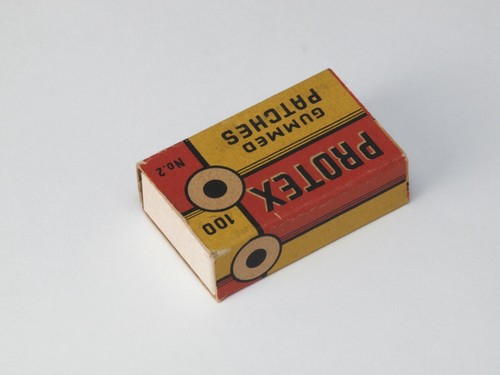 PROTEX
GUMMED
PATCHES
100
No.2